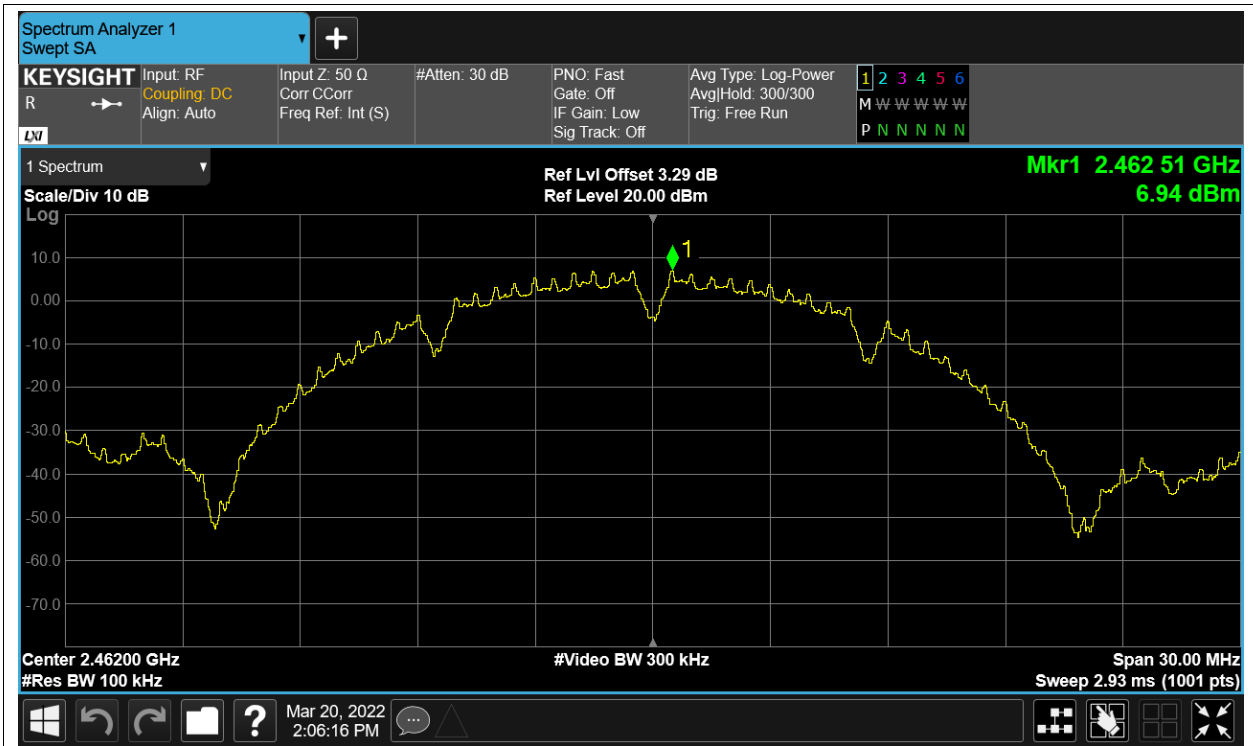 Spectrum Analyzer 1
Swept SA
KEYSIGHT
R
LXI
Input: RF
Coupling: DC
Align: Auto
Input Z: 50 Ω
Corr CCorr
Freq Ref: Int (S)
#Atten: 30 dB
PNO: Fast
Gate: Off
IF Gain: Low
Sig Track: Off
Avg Type: Log-Power
Avg|Hold: 300/300
Trig: Free Run
1 2 3 4 5 6
M W W W W W
P N N N N N
1 Spectrum
Scale/Div 10 dB
Log
Ref Lvl Offset 3.29 dB
Ref Level 20.00 dBm
Mkr1 2.462 51 GHz
6.94 dBm
1
10.0
0.00
-10.0
-20.0
-30.0
-40.0
-50.0
-60.0
-70.0
Center 2.46200 GHz
#Res BW 100 kHz
#Video BW 300 kHz
Span 30.00 MHz
Sweep 2.93 ms (1001 pts)
?
Mar 20, 2022
2:06:16 PM